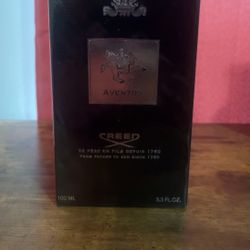 AVENTUS
CREED
DE PERE EN FILS DEPUIS 1760
FROM FATHER TO SON SINCE 1760
100 ML
3.3 FL.OZ.